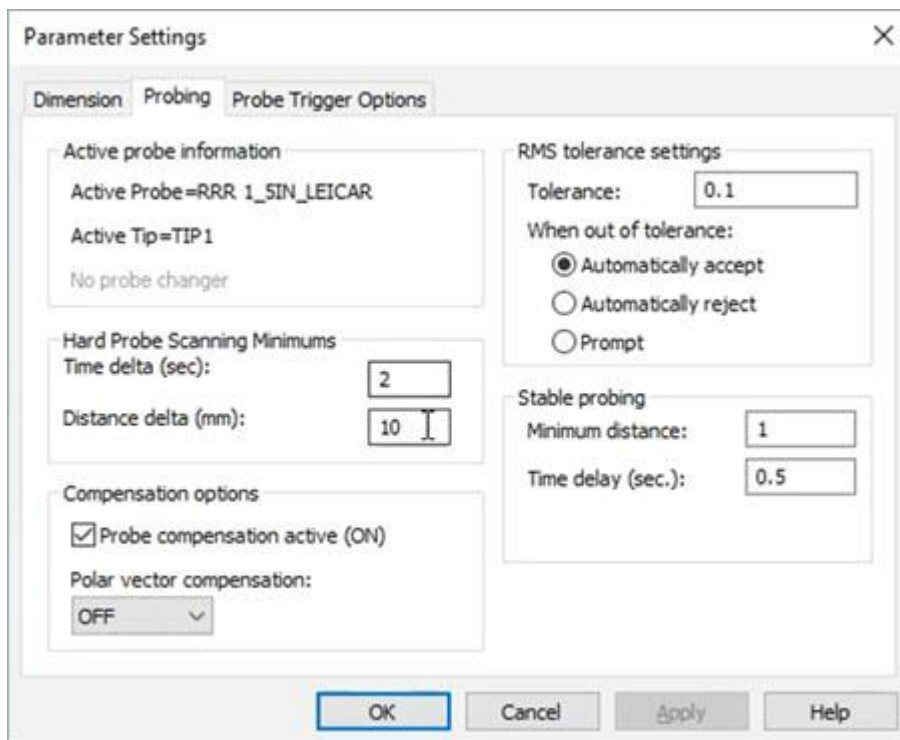 Parameter Settings
Dimension
Probing
Probe Trigger Options
Active probe information
Active Probe=RRR 1_5IN_LEICAR
Active Tip=TIP1
No probe changer
Hard Probe Scanning Minimums
Time delta (sec):
2
Distance delta (mm):
10
Compensation options
Probe compensation active (ON)
Polar vector compensation:
OFF
RMS tolerance settings
Tolerance:
0.1
When out of tolerance:
Automatically accept
Automatically reject
Prompt
Stable probing
Minimum distance:
1
Time delay (sec.):
0.5
OK
Cancel
Apply
Help